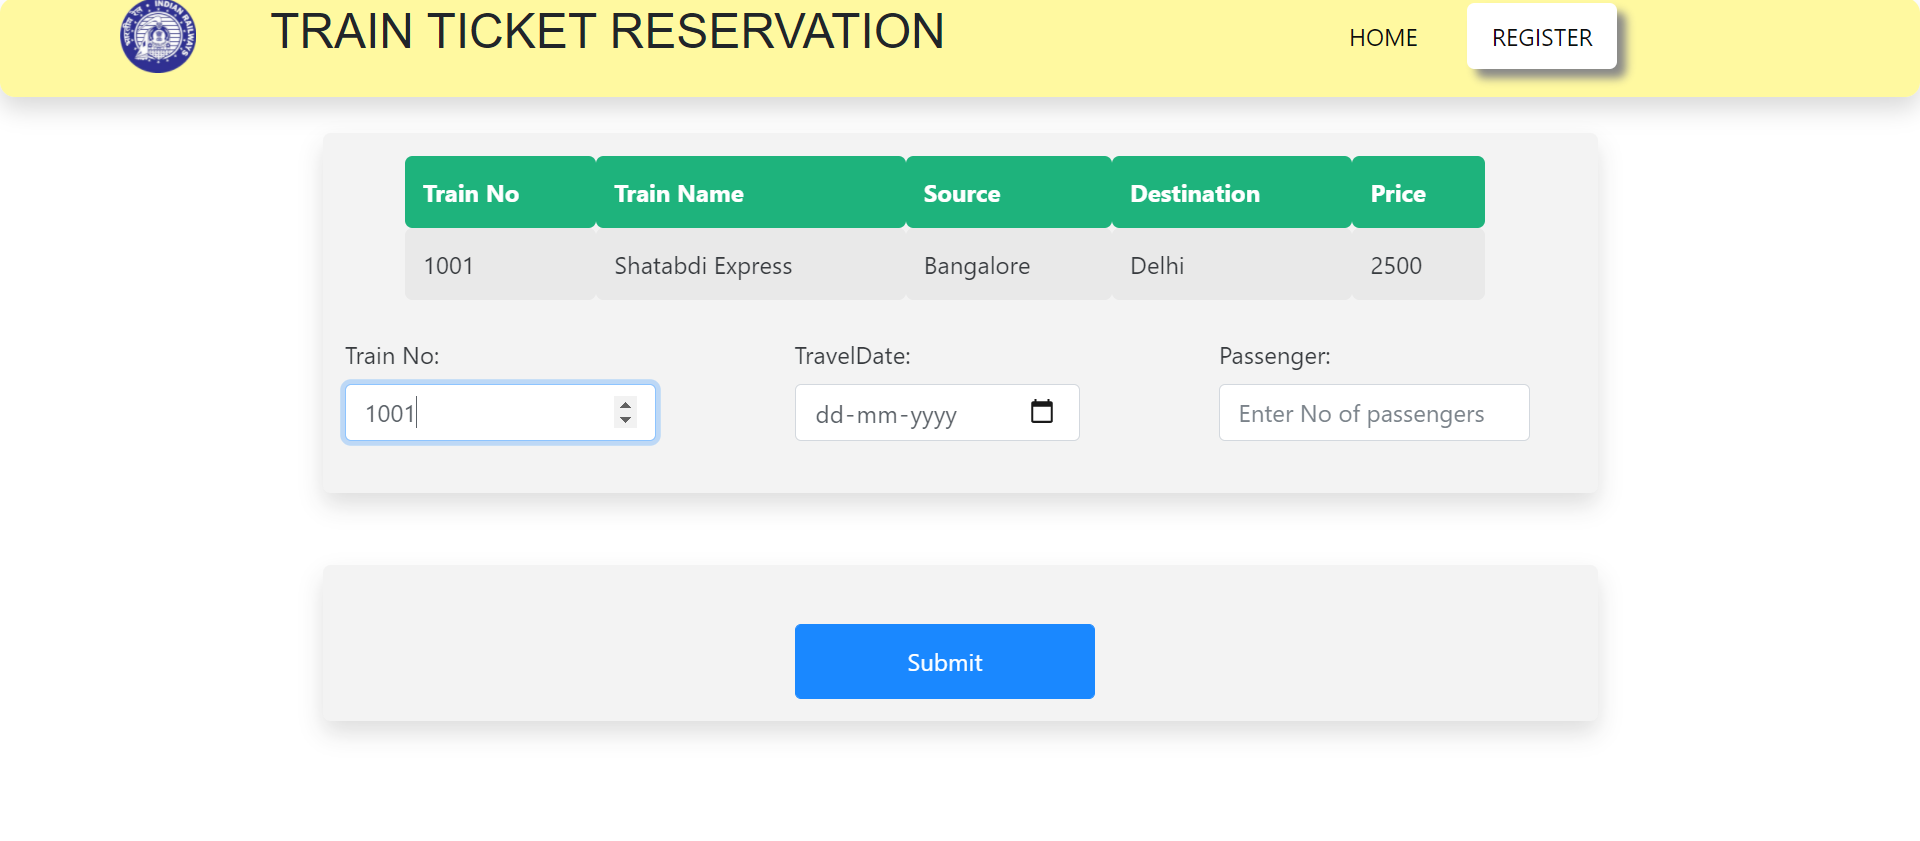 INDIAN RAILWAYS
भारतीय रेल
TRAIN TICKET RESERVATION
HOME
REGISTER
Train No Train Name Source Destination Price
1001 Shatabdi Express Bangalore Delhi 2500
Train No: TravelDate: Passenger:
1001 dd-mm-yyyy Enter No of passengers
Submit